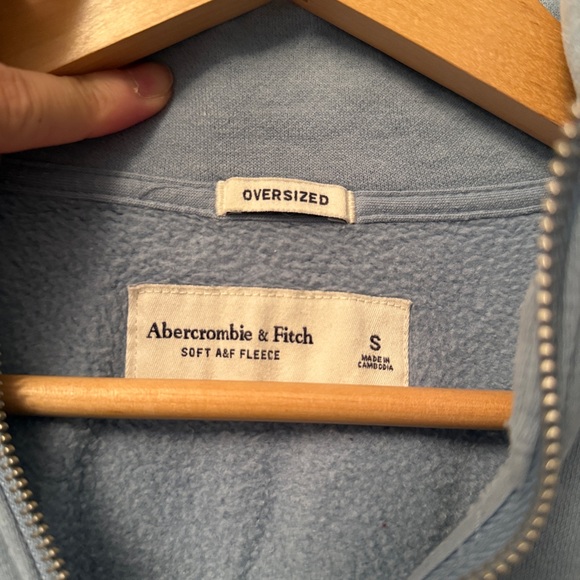 OVERSIZED
Abercrombie & Fitch
SOFT A&F FLEECE
S
MADE IN
CAMBODIA